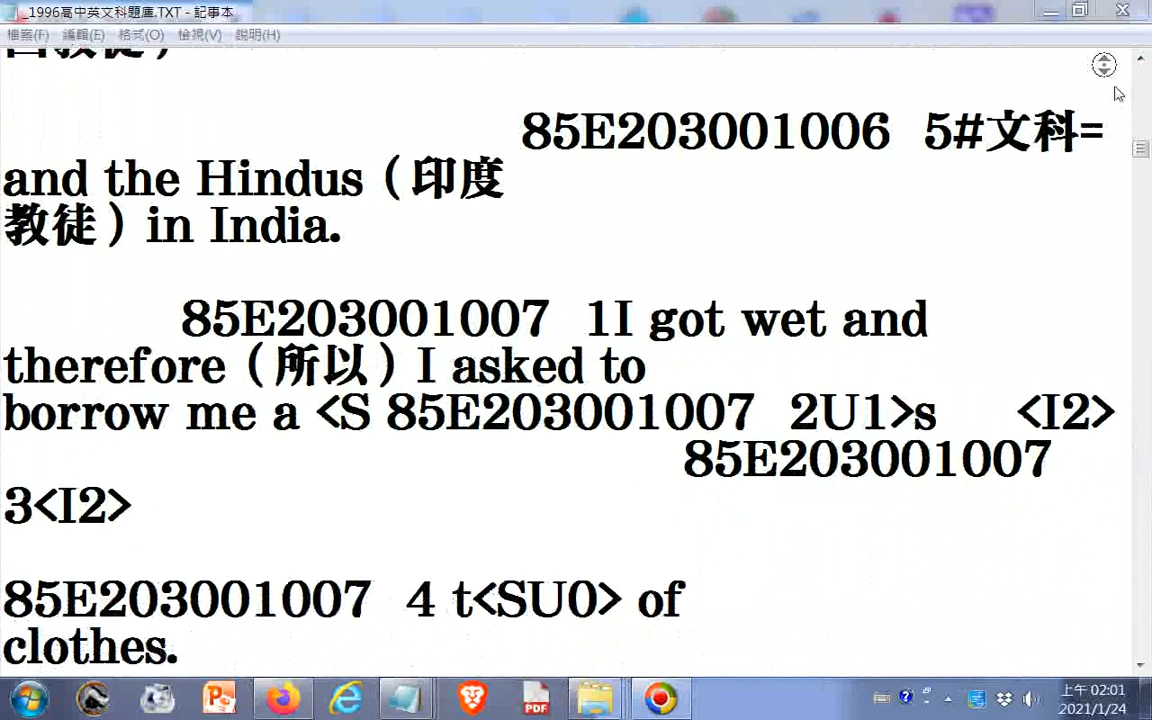 _1996高中英文科題庫.TXT - 記事本
檔案(F) 編輯(E) 格式(O) 檢視(V) 說明(H)
85E203001006 5#文科=
and the Hindus（印度
教徒）in India.
85E203001007 1I got wet and
therefore（所以）I asked to
borrow me a <S 85E203001007 2U1>s <I2>
85E203001007
3<I2>
85E203001007 4 t<SU0> of
clothes.
PDF
上午 02:01
2021/1/24